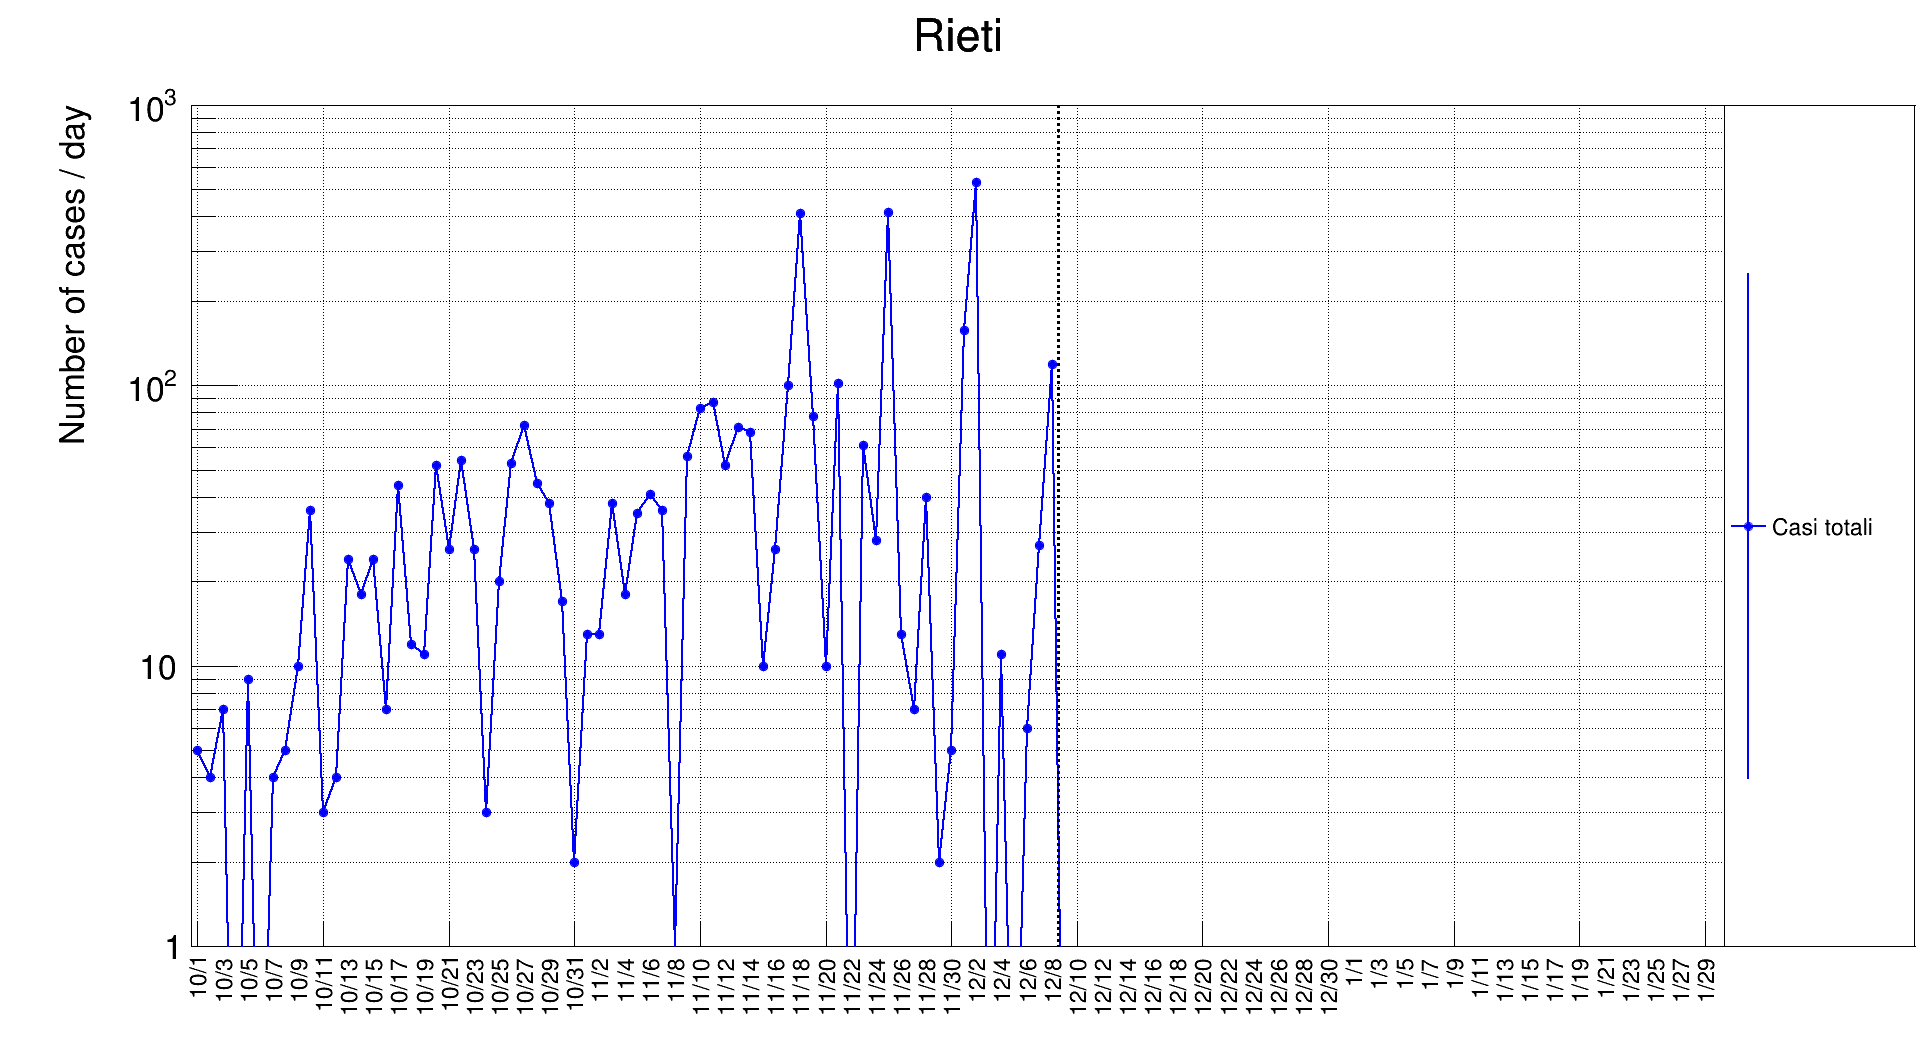 Rieti
Number of cases / day
10³
10²
10
1
10/1 10/3 10/5 10/7 10/9 10/11 10/13 10/15 10/17 10/19 10/21 10/23 10/25 10/27 10/29 10/31 11/2 11/4 11/6 11/8 11/10 11/12 11/14 11/16 11/18 11/20 11/22 11/24 11/26 11/28 11/30 12/2 12/4 12/6 12/8 12/10 12/12 12/14 12/16 12/18 12/20 12/22 12/24 12/26 12/28 12/30 1/1 1/3 1/5 1/7 1/9 1/11 1/13 1/15 1/17 1/19 1/21 1/23 1/25 1/27 1/29
Casi totali